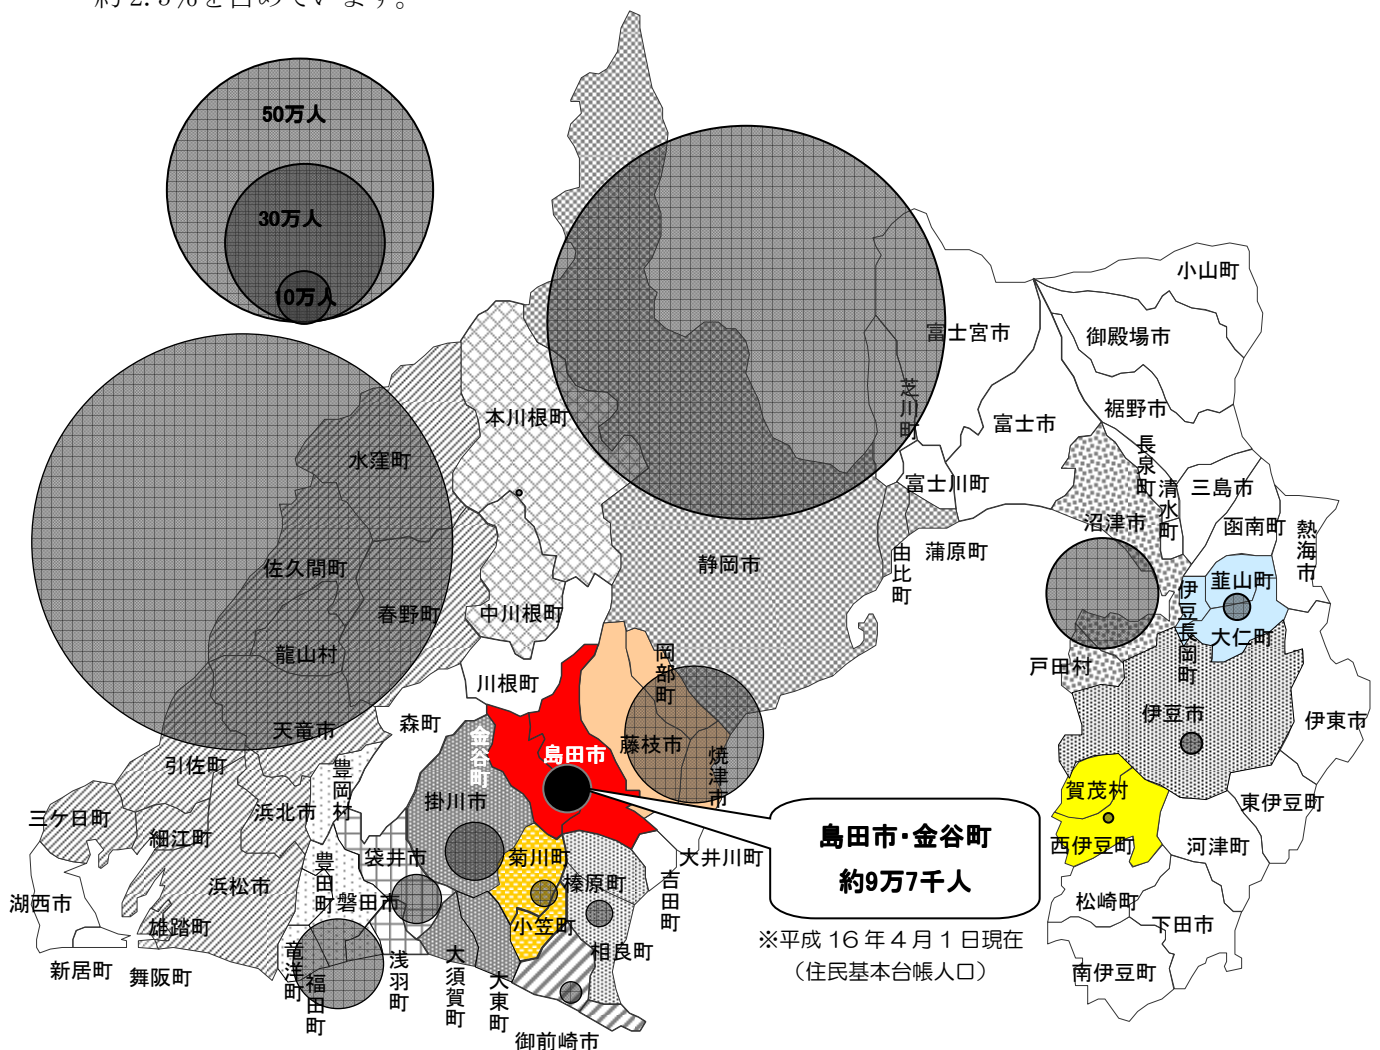 約2.5%を占めています。
50万人
30万人
10万人
小山町
御殿場市
富士宮市
芝川町
裾野市
富士市
本川根町
長泉町
水窪町
富士川町
清水町
三島市
沼津市
函南町
熱海市
由比町
蒲原町
静岡市
佐久間町
韮山町
伊豆長岡町
春野町
中川根町
大仁町
龍山村
岡部町
戸田村
川根町
伊豆市
伊東市
森町
天竜市
金谷町
島田市
藤枝市
焼津市
引佐町
豊岡村
賀茂村
掛川市
東伊豆町
三ケ日町
浜北市
細江町
島田市・金谷町
約9万7千人
西伊豆町
河津町
袋井市
菊川町
大井川町
豊田町
榛原町
吉田町
浜松市
磐田市
湖西市
松崎町
雄踏町
小笠町
下田市
※平成16年4月1日現在
（住民基本台帳人口）
竜洋町
浅羽町
大須賀町
相良町
新居町
舞阪町
福田町
大東町
南伊豆町
御前崎市